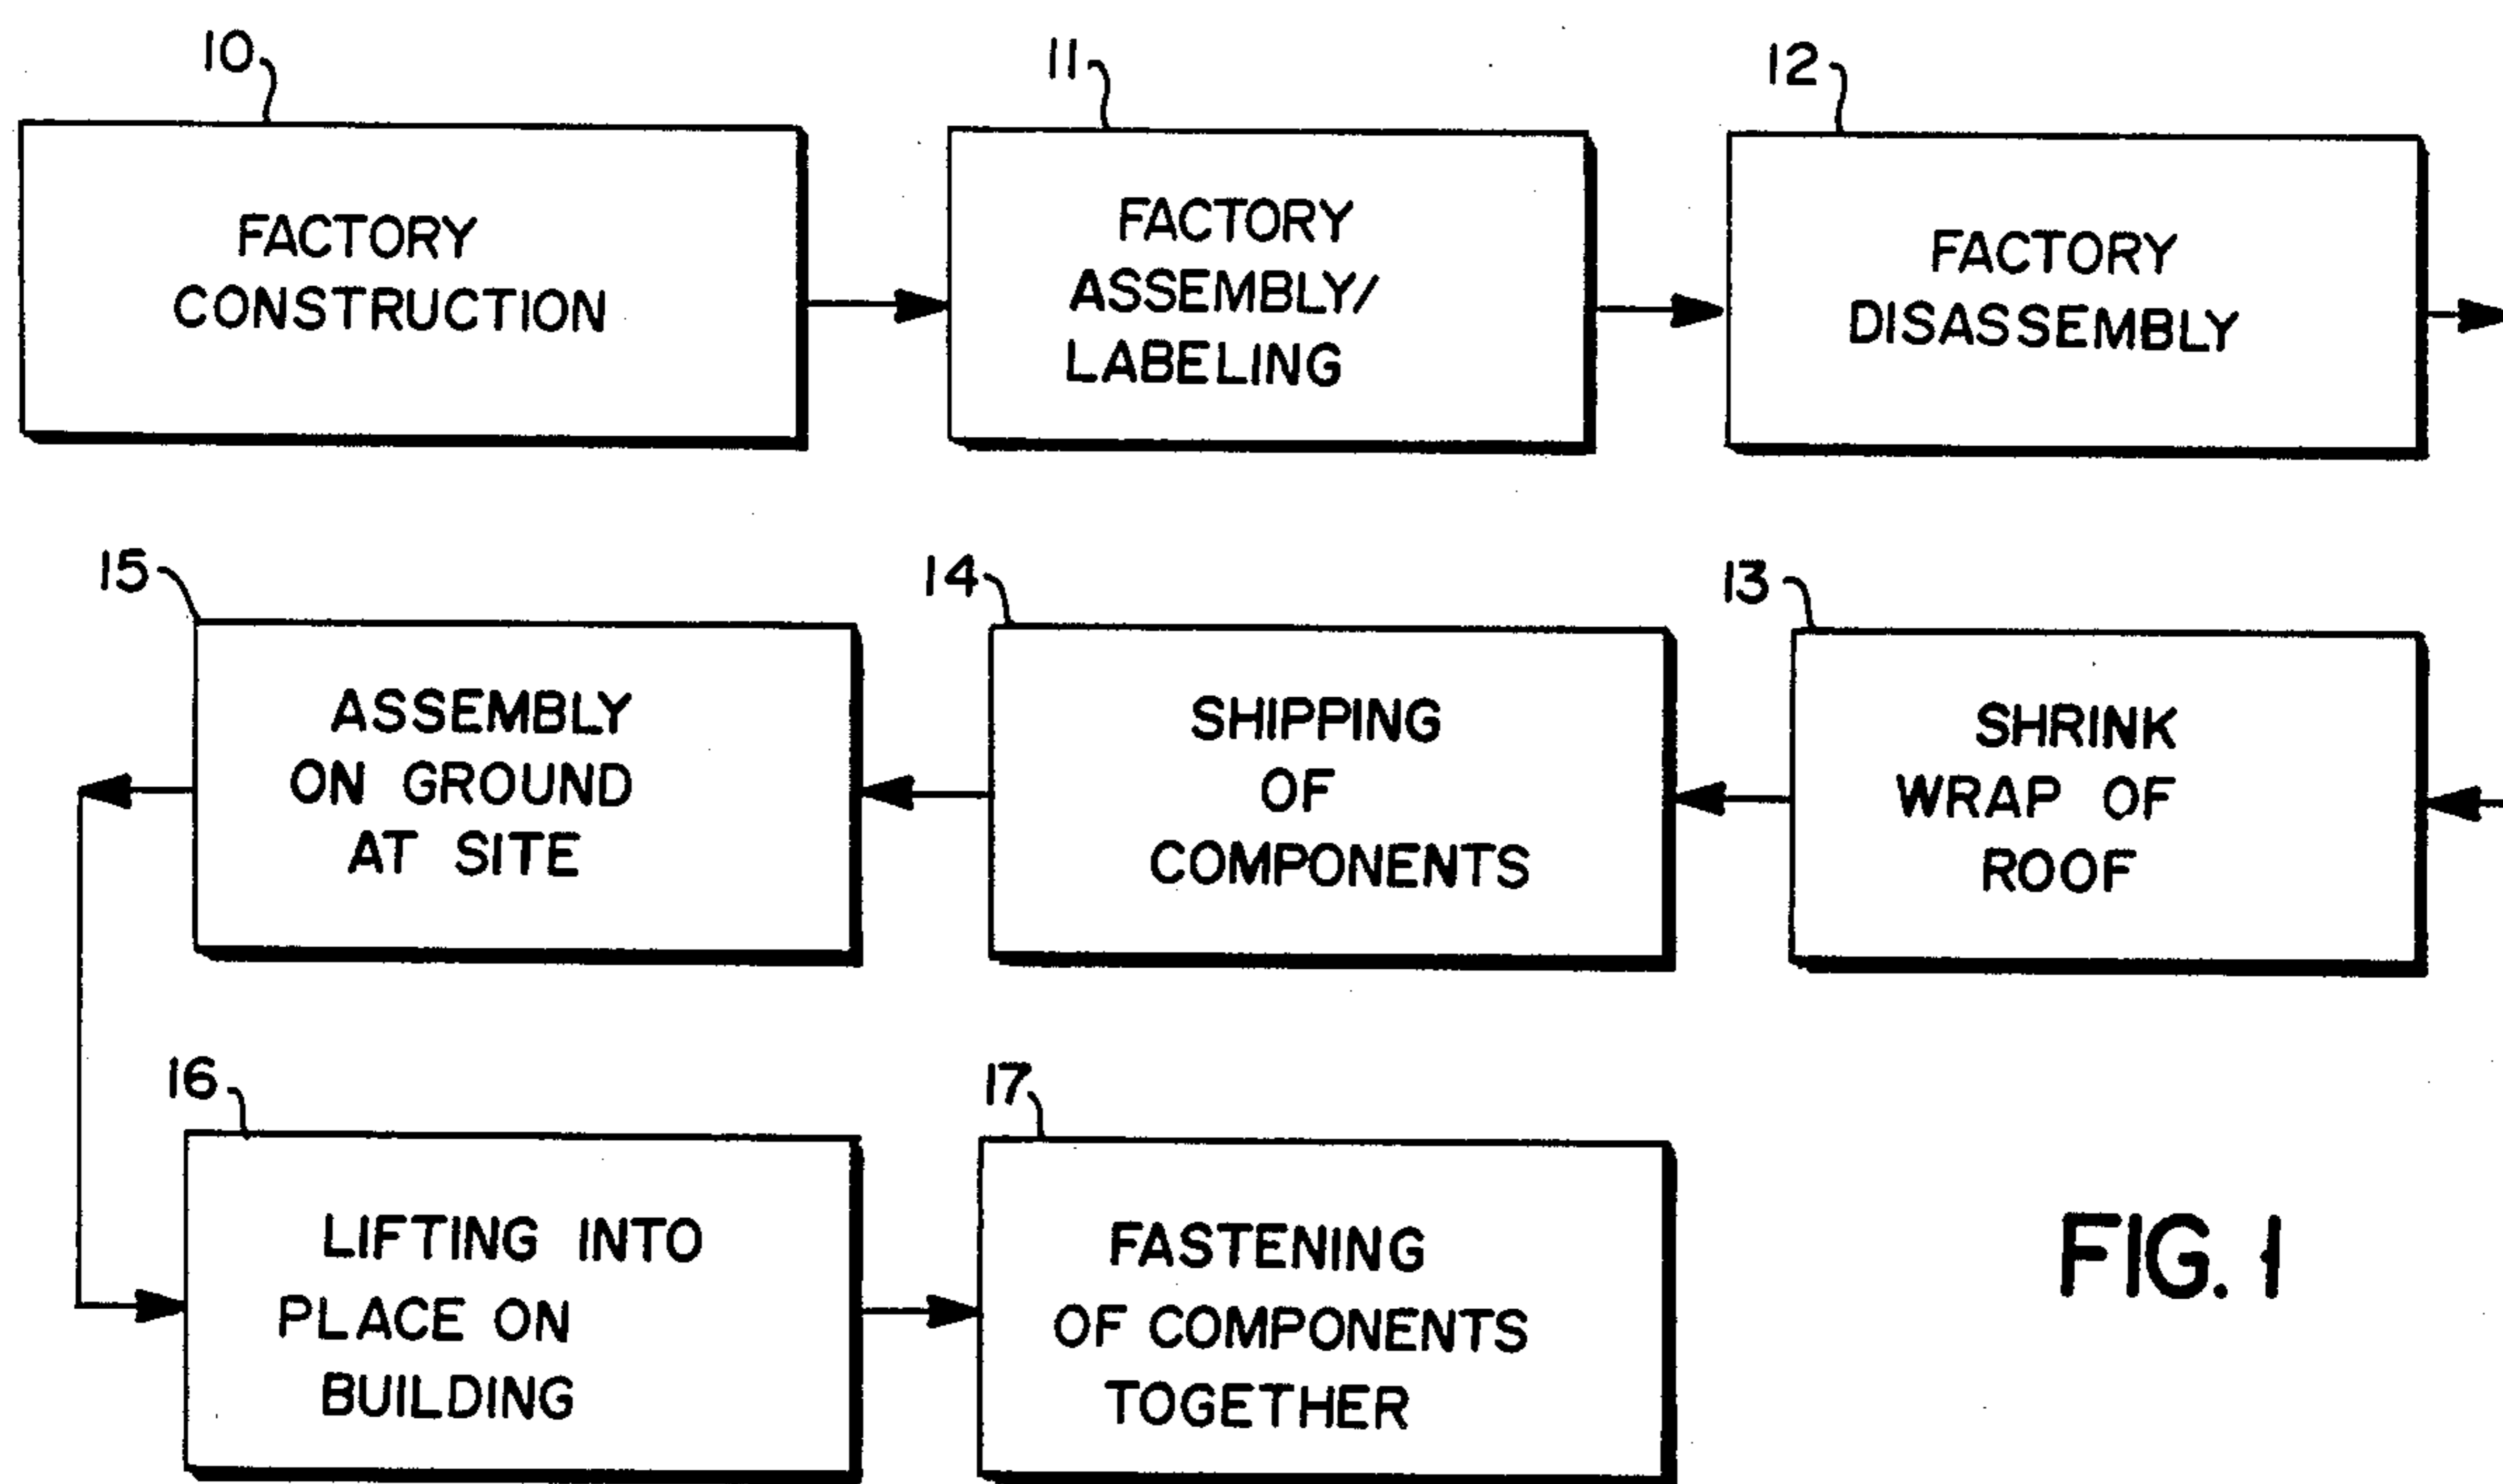 10
FACTORY
CONSTRUCTION
11
FACTORY
ASSEMBLY/
LABELING
12
FACTORY
DISASSEMBLY
13
SHRINK
WRAP OF
ROOF
14
SHIPPING
OF
COMPONENTS
15
ASSEMBLY
ON GROUND
AT SITE
16
LIFTING INTO
PLACE ON
BUILDING
17
FASTENING
OF COMPONENTS
TOGETHER
FIG. 1